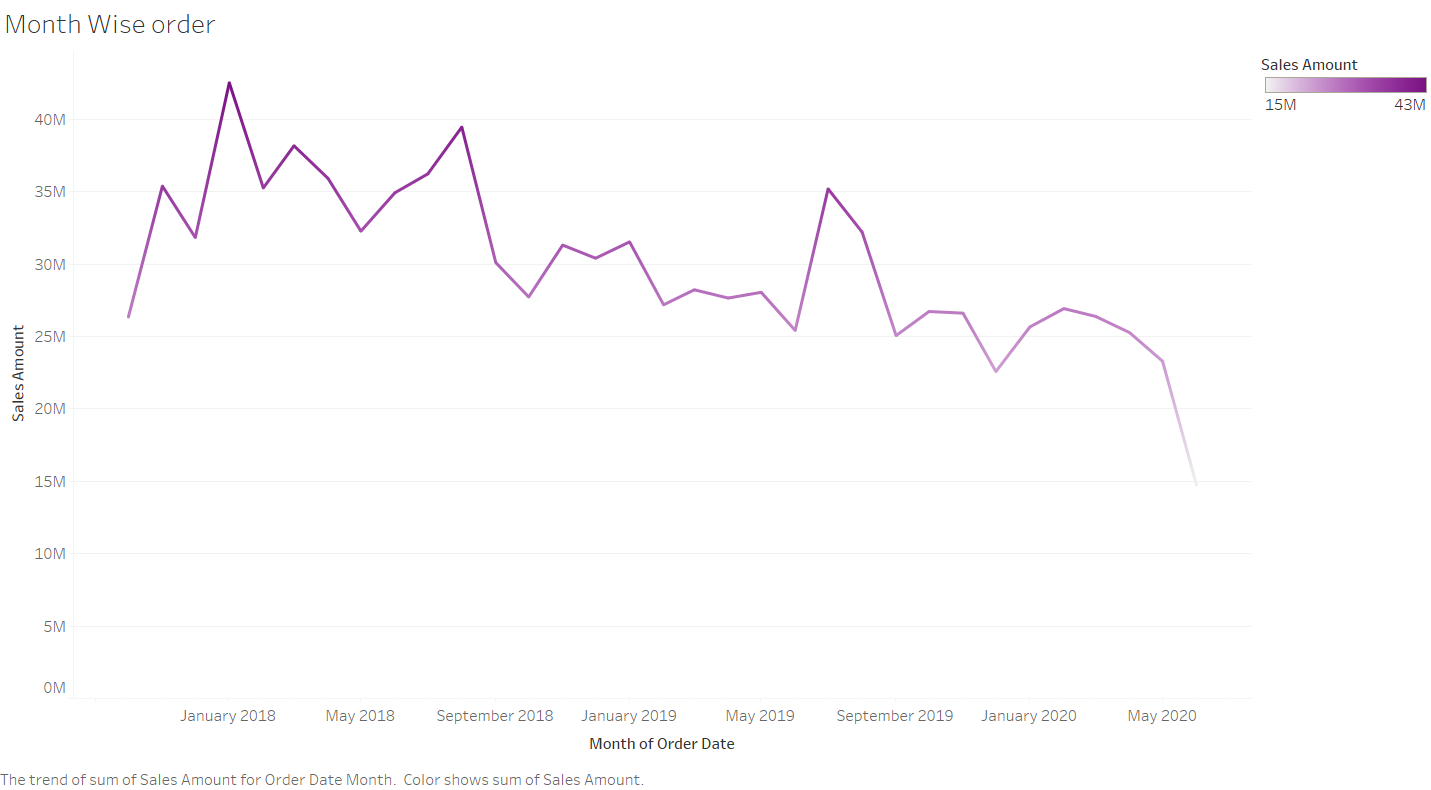 Month Wise order
Sales Amount
15M 43M
40M
35M
30M
25M
20M
15M
10M
5M
0M
Sales Amount
January 2018 May 2018 September 2018 January 2019 May 2019 September 2019 January 2020 May 2020
Month of Order Date
The trend of sum of Sales Amount for Order Date Month.  Color shows sum of Sales Amount.